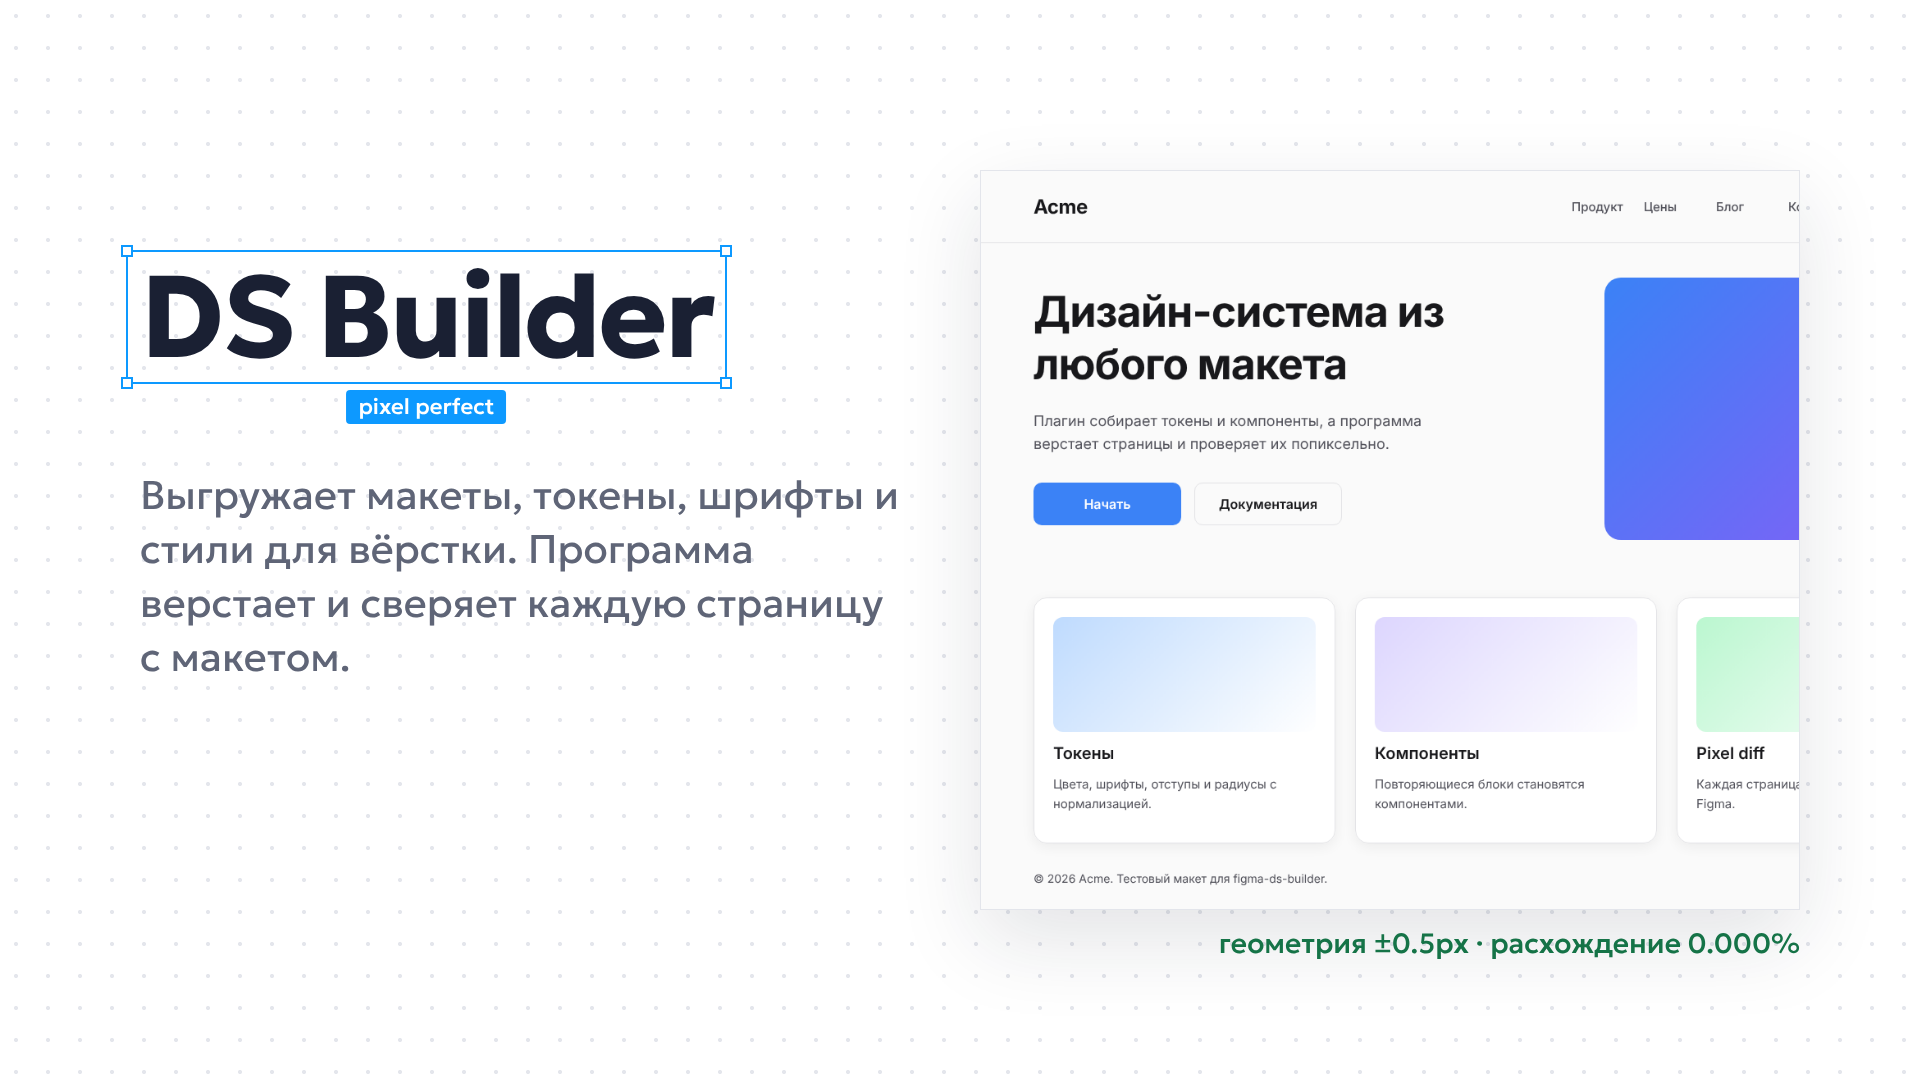 DS Builder
pixel perfect
Выгружает макеты, токены, шрифты и
стили для вёрстки. Программа
верстает и сверяет каждую страницу
с макетом.
Acme
Продукт Цены Блог
Дизайн-система из
любого макета
Плагин собирает токены и компоненты, а программа
верстает страницы и проверяет их попиксельно.
Начать Документация
Токены
Цвета, шрифты, отступы и радиусы с
нормализацией.
Компоненты
Повторяющиеся блоки становятся
компонентами.
Pixel diff
Каждая страница
Figma.
© 2026 Acme. Тестовый макет для figma-ds-builder.
геометрия ±0.5px · расхождение 0.000%